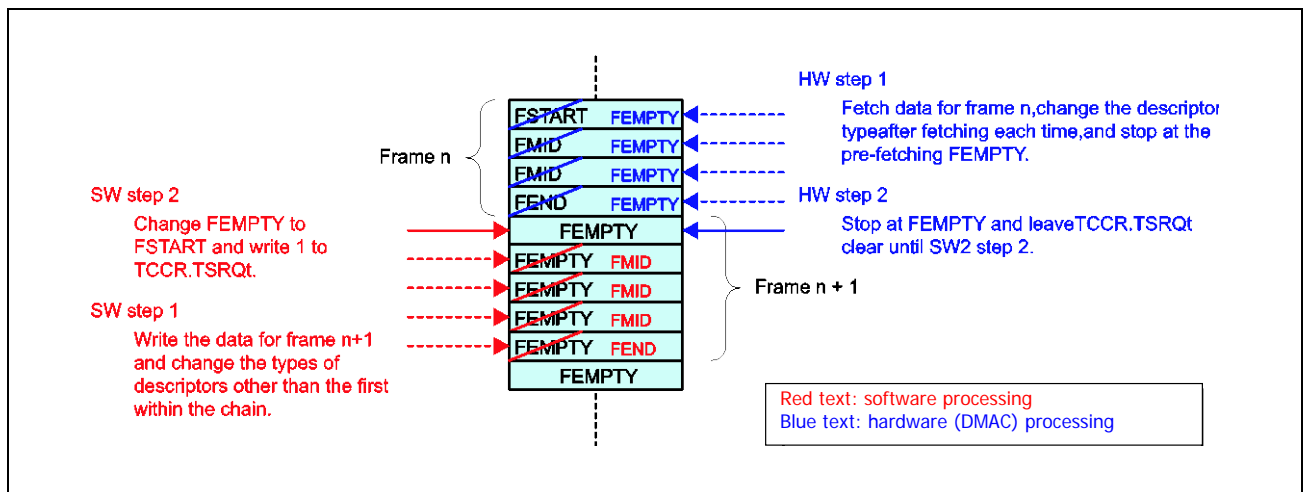 HW step 1
Fetch data for frame n,change the descriptor
typeafter fetching each time,and stop at the
pre-fetching FEMPTY.
HW step 2
Stop at FEMPTY and leaveTCCR.TSRQt
clear until SW2 step 2.
Frame n
FSTART FEMPTY
FMID FEMPTY
FMID FEMPTY
FEND FEMPTY
FEMPTY
FEMPTY FMID
FEMPTY FMID
FEMPTY FMID
FEMPTY FEND
FEMPTY
Frame n + 1
SW step 2
Change FEMPTY to
FSTART and write 1 to
TCCR.TSRQt.
SW step 1
Write the data for frame n+1
and change the types of
descriptors other than the first
within the chain.
Red text: software processing
Blue text: hardware (DMAC) processing